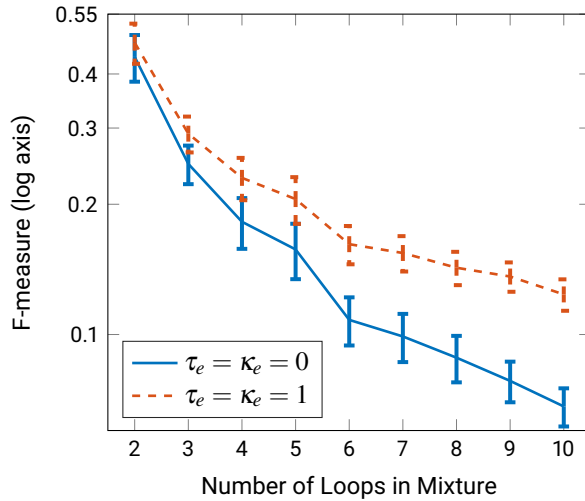 0.55
0.4
0.3
0.2
0.1
F-measure (log axis)
τₑ = κₑ = 0
τₑ = κₑ = 1
2 3 4 5 6 7 8 9 10
Number of Loops in Mixture